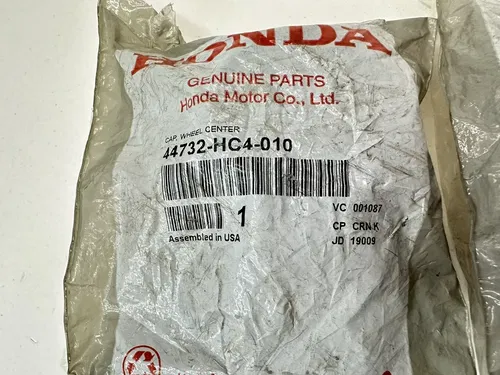 HONDA
GENUINE PARTS
Honda Motor Co., Ltd.
CAP, WHEEL CENTER
44732-HC4-010
1
VC 001087
CP CRN K
Assembled in USA
JD 19009